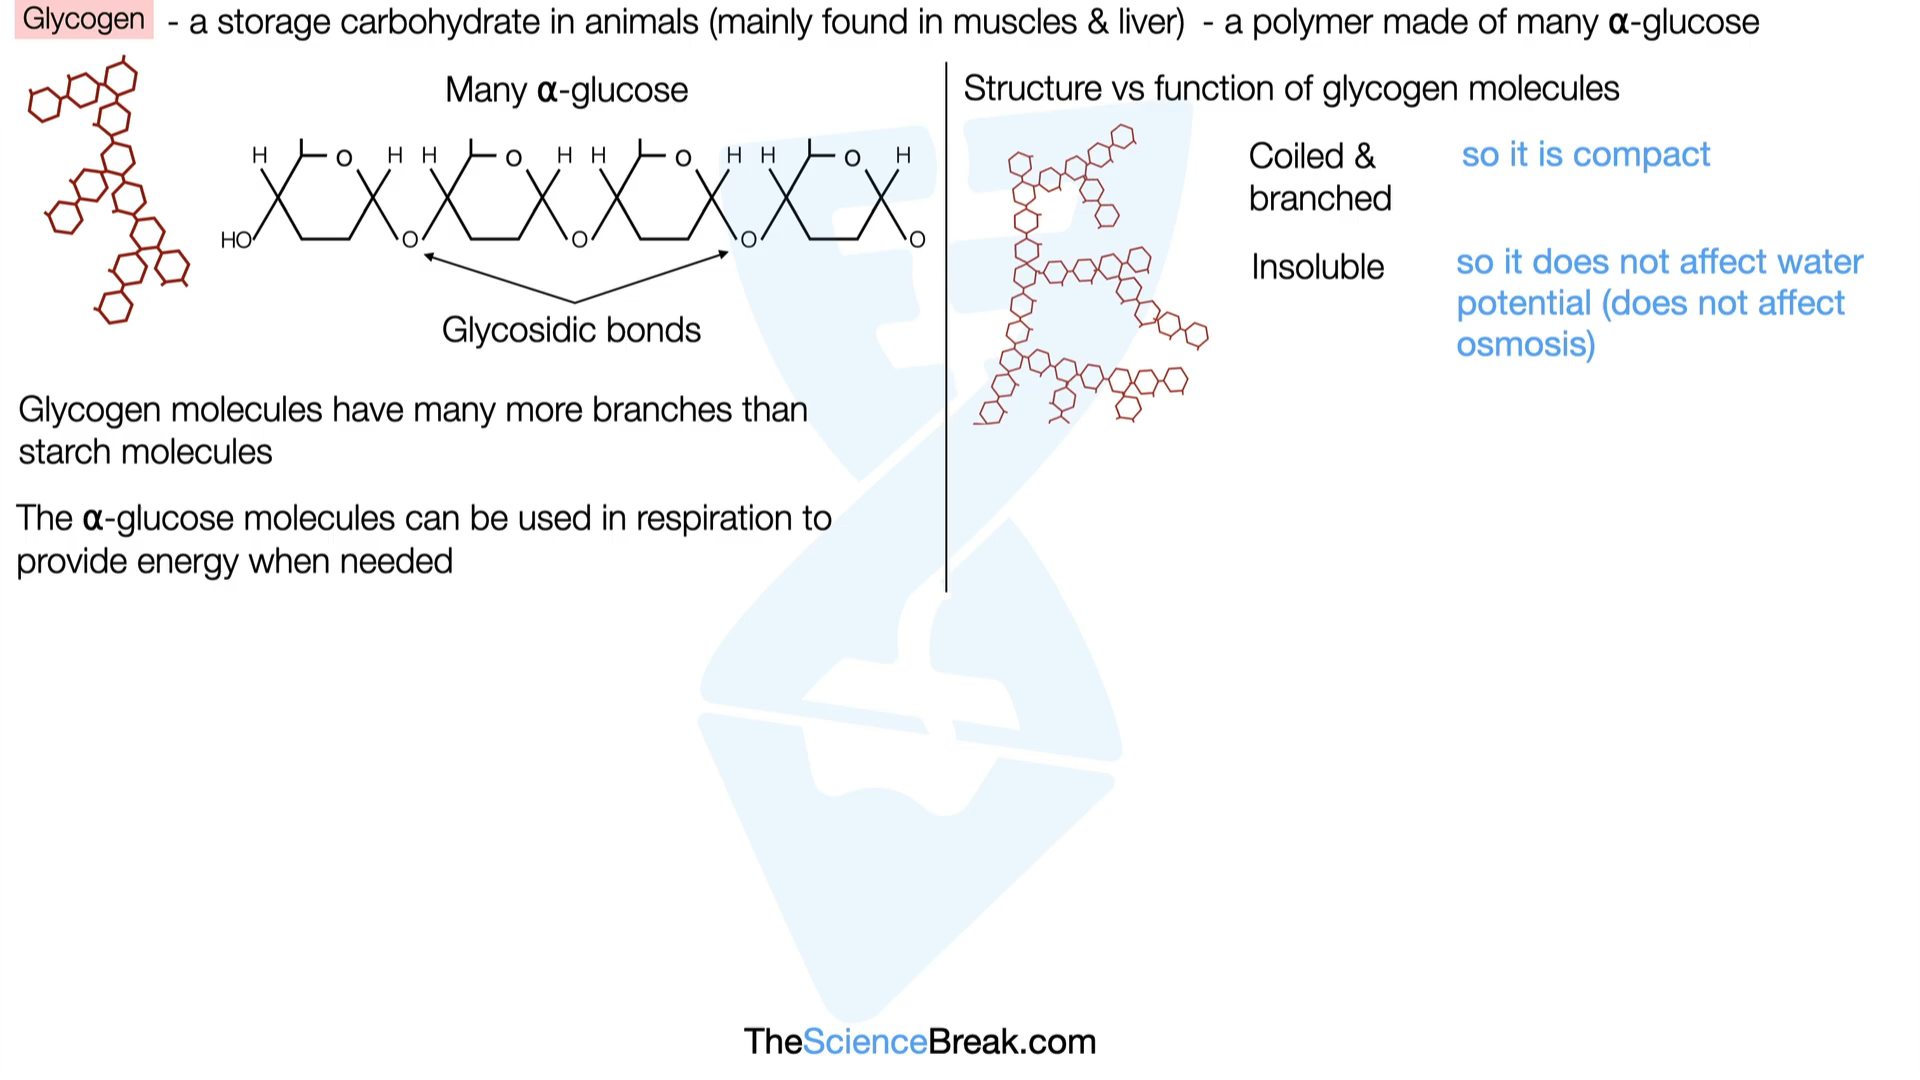 Glycogen - a storage carbohydrate in animals (mainly found in muscles & liver) - a polymer made of many α-glucose
Many α-glucose
H O H H O H H O H H O H
HO O O O O
Glycosidic bonds
Glycogen molecules have many more branches than
starch molecules
The α-glucose molecules can be used in respiration to
provide energy when needed
Structure vs function of glycogen molecules
Coiled &
branched
so it is compact
Insoluble
so it does not affect water
potential (does not affect
osmosis)
TheScienceBreak.com